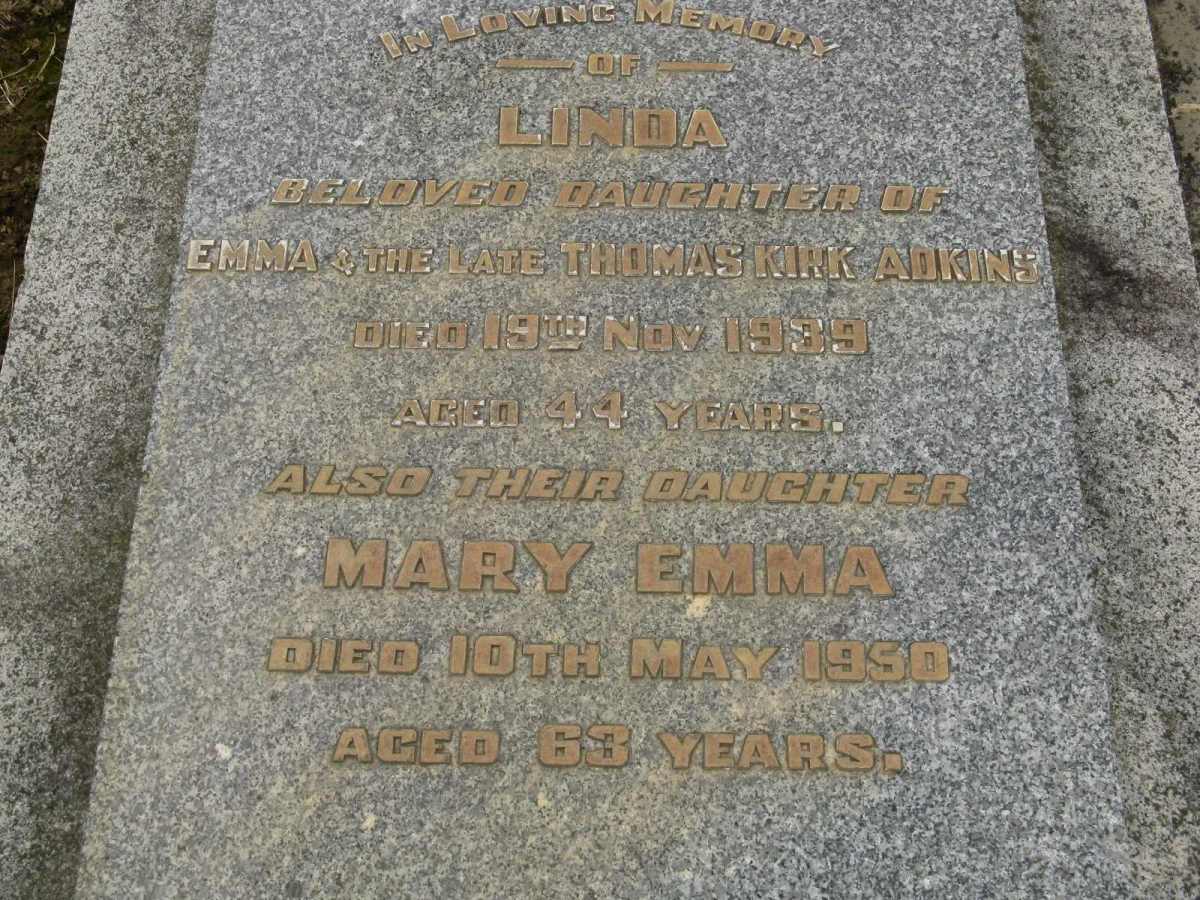 In Loving Memory
of
LINDA
BELOVED DAUGHTER OF
EMMA & THE LATE THOMAS KIRK ADKINS
DIED 19TH NOV 1939
AGED 44 YEARS.
ALSO THEIR DAUGHTER
MARY EMMA
DIED 10TH MAY 1950
AGED 63 YEARS.